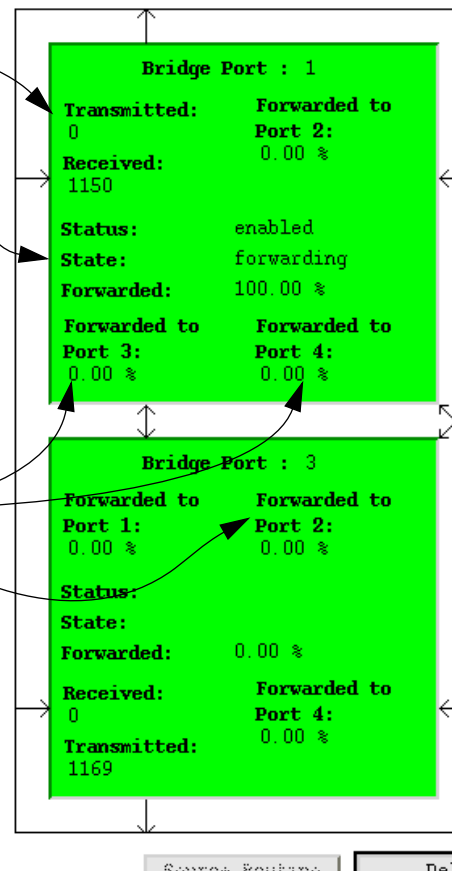 Bridge Port : 1
Transmitted:
0
Forwarded to
Port 2:
0.00 %
Received:
1150
Status: enabled
State: forwarding
Forwarded: 100.00 %
Forwarded to
Port 3:
0.00 %
Forwarded to
Port 4:
0.00 %
Bridge Port : 3
Forwarded to
Port 1:
0.00 %
Forwarded to
Port 2:
0.00 %
Status:
State:
Forwarded: 0.00 %
Received:
0
Forwarded to
Port 4:
0.00 %
Transmitted:
1169